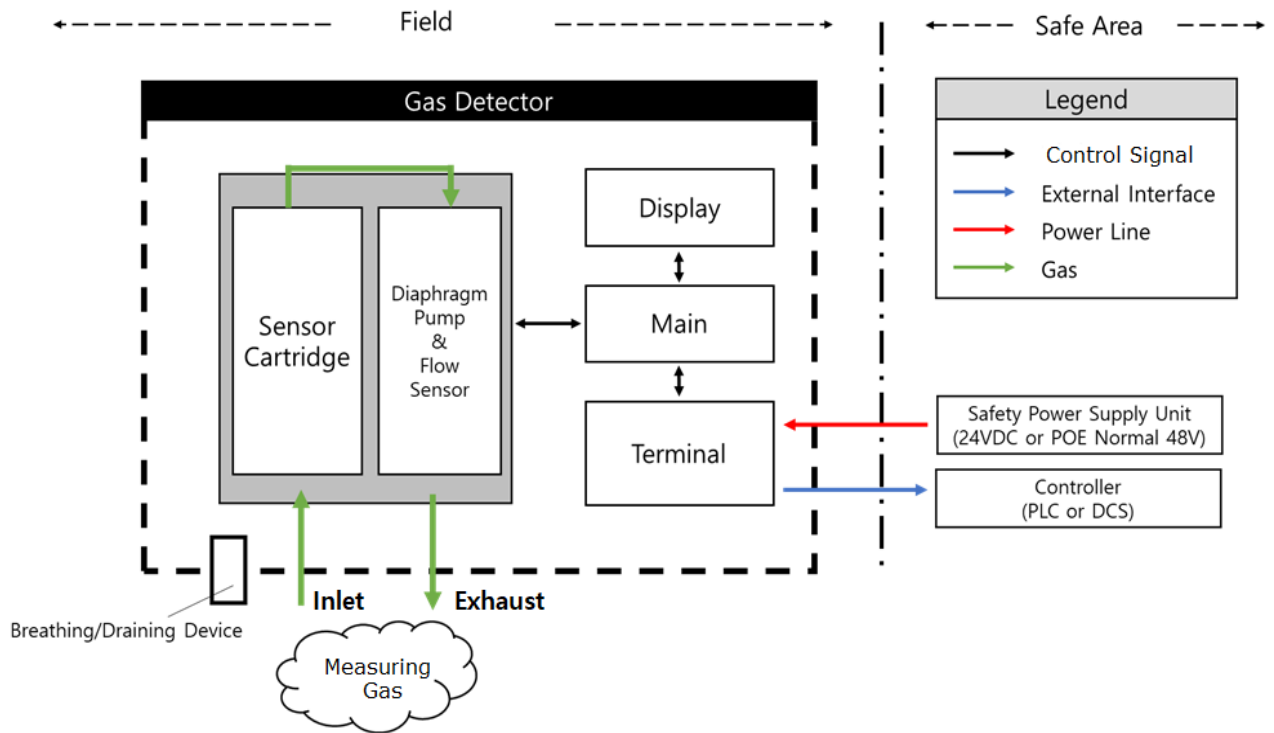 Field
Safe Area
Gas Detector
Legend
Control Signal
External Interface
Power Line
Gas
Sensor
Cartridge
Diaphragm
Pump
&
Flow
Sensor
Display
Main
Terminal
Safety Power Supply Unit
(24VDC or POE Normal 48V)
Controller
(PLC or DCS)
Inlet
Exhaust
Breathing/Draining Device
Measuring
Gas